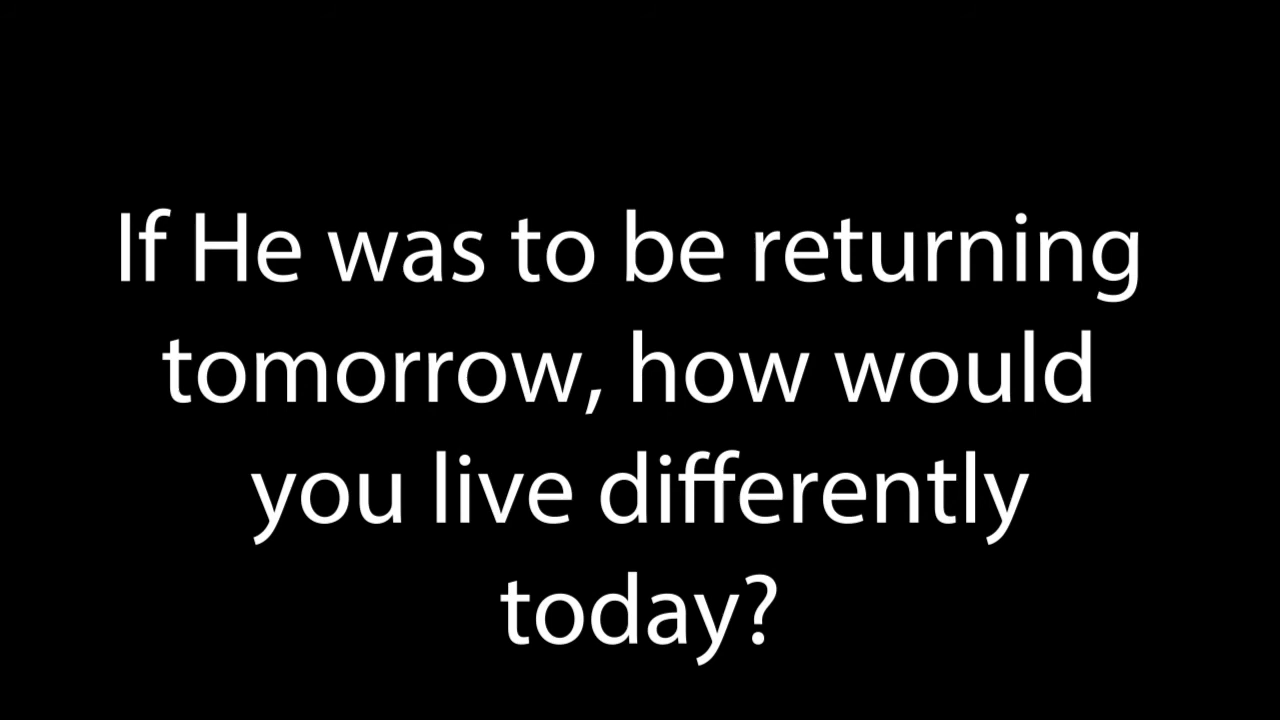 If He was to be returning
tomorrow, how would
you live differently
today?